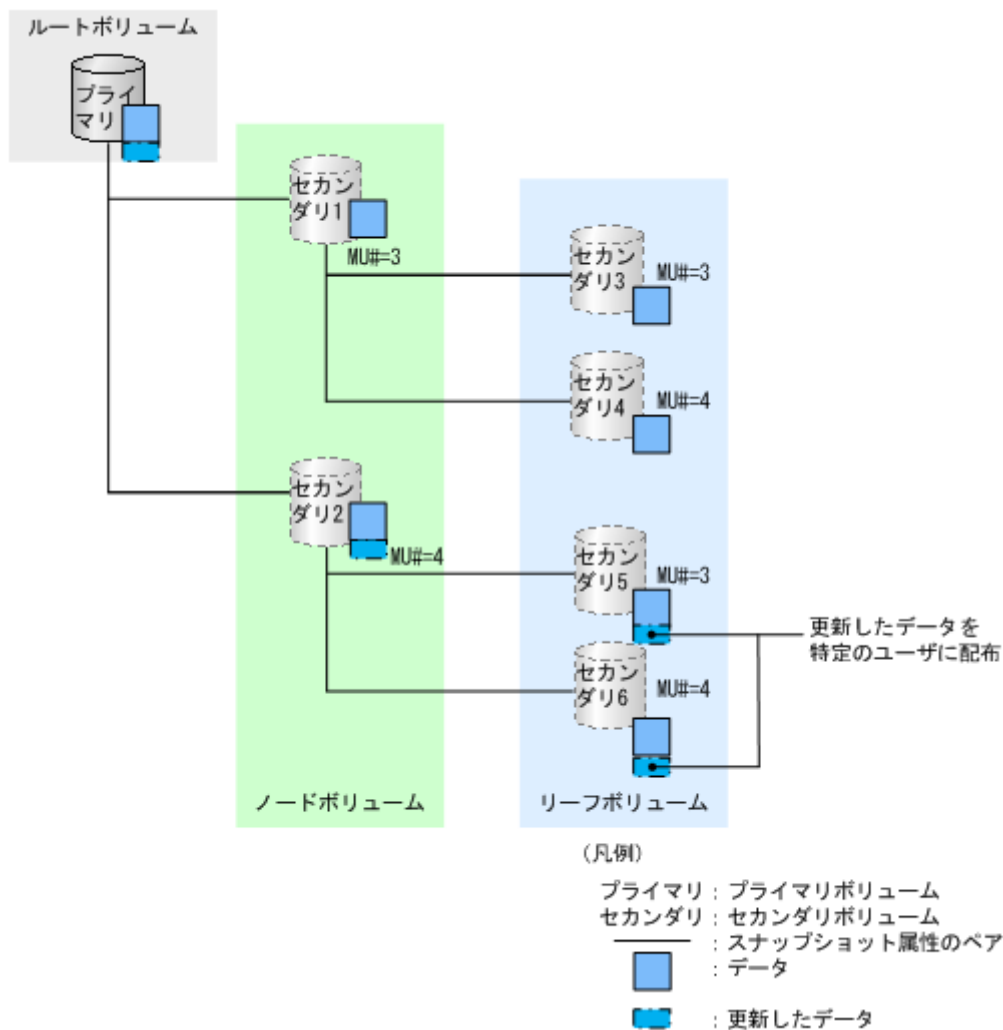 ルートボリューム
プライ
マリ
セカン
ダリ1
MU#=3
セカン
ダリ3
MU#=3
セカン
ダリ4
MU#=4
セカン
ダリ2
MU#=4
セカン
ダリ5
MU#=3
更新したデータを
特定のユーザに配布
セカン
ダリ6
MU#=4
ノードボリューム
リーフボリューム
(凡例)
プライマリ : プライマリボリューム
セカンダリ : セカンダリボリューム
: スナップショット属性のペア
: データ
: 更新したデータ